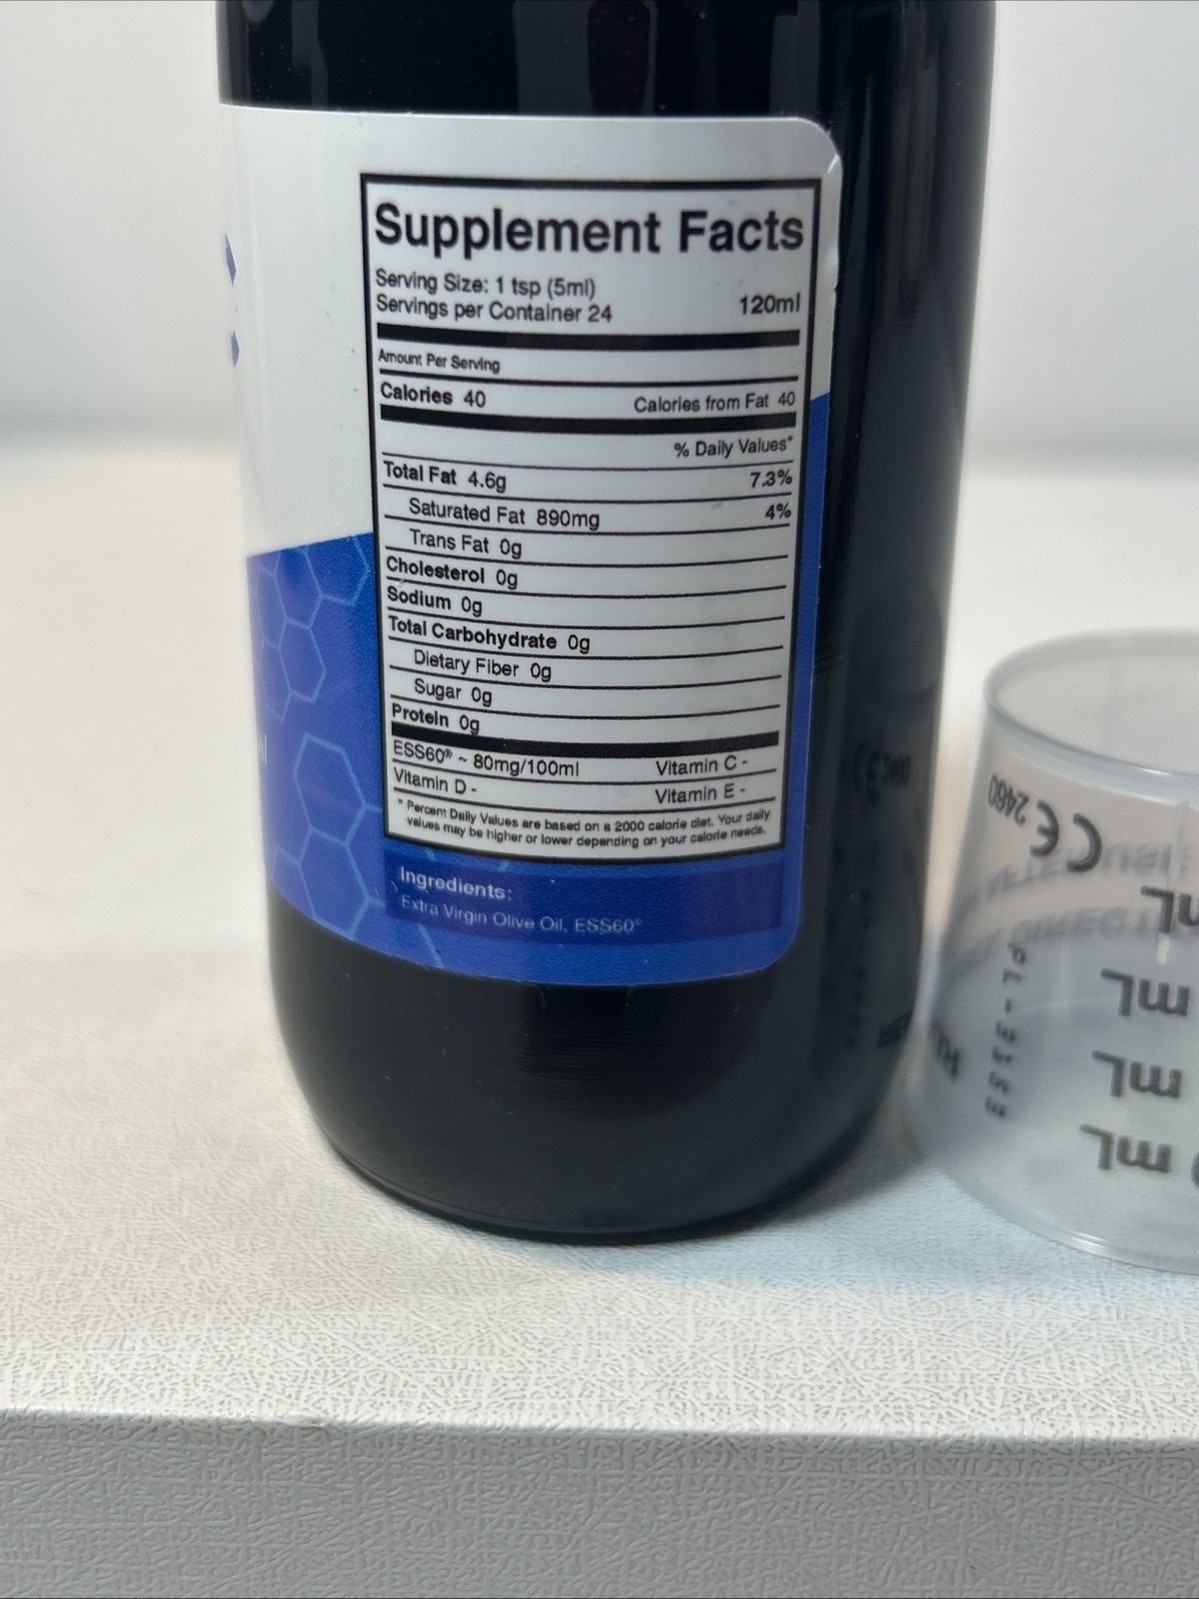 Supplement Facts
Serving Size: 1 tsp (5ml)
Servings per Container 24 120ml
Amount Per Serving
Calories 40 Calories from Fat 40
% Daily Values*
Total Fat 4.6g 7.3%
Saturated Fat 890mg 4%
Trans Fat 0g
Cholesterol 0g
Sodium 0g
Total Carbohydrate 0g
Dietary Fiber 0g
Sugar 0g
Protein 0g
ESS60® ~ 80mg/100ml Vitamin C -
Vitamin D - Vitamin E -
* Percent Daily Values are based on a 2000 calorie diet. Your daily
values may be higher or lower depending on your calorie needs.
Ingredients:
Extra Virgin Olive Oil, ESS60®
CE 2460
mL
mL
mL
mL